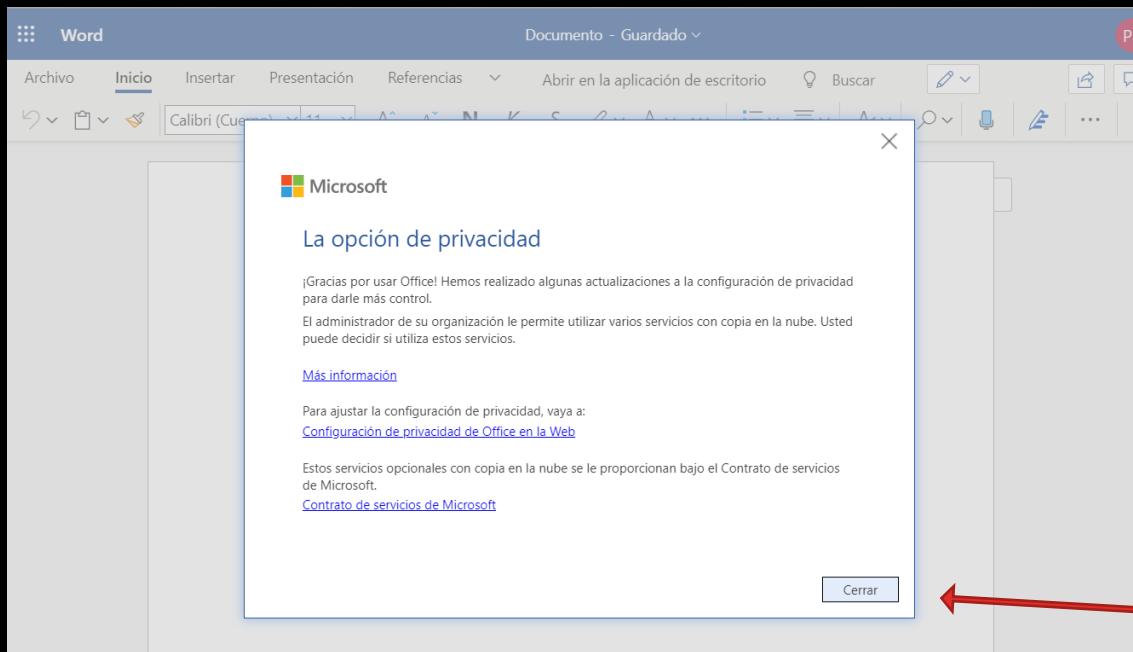 Word
Documento - Guardado
P
Archivo Inicio Insertar Presentación Referencias Abrir en la aplicación de escritorio Buscar
Calibri (Cue 11 A A N K S A
Microsoft
La opción de privacidad
¡Gracias por usar Office! Hemos realizado algunas actualizaciones a la configuración de privacidad
para darle más control.
El administrador de su organización le permite utilizar varios servicios con copia en la nube. Usted
puede decidir si utiliza estos servicios.
Más información
Para ajustar la configuración de privacidad, vaya a:
Configuración de privacidad de Office en la Web
Estos servicios opcionales con copia en la nube se le proporcionan bajo el Contrato de servicios
de Microsoft.
Contrato de servicios de Microsoft
Cerrar